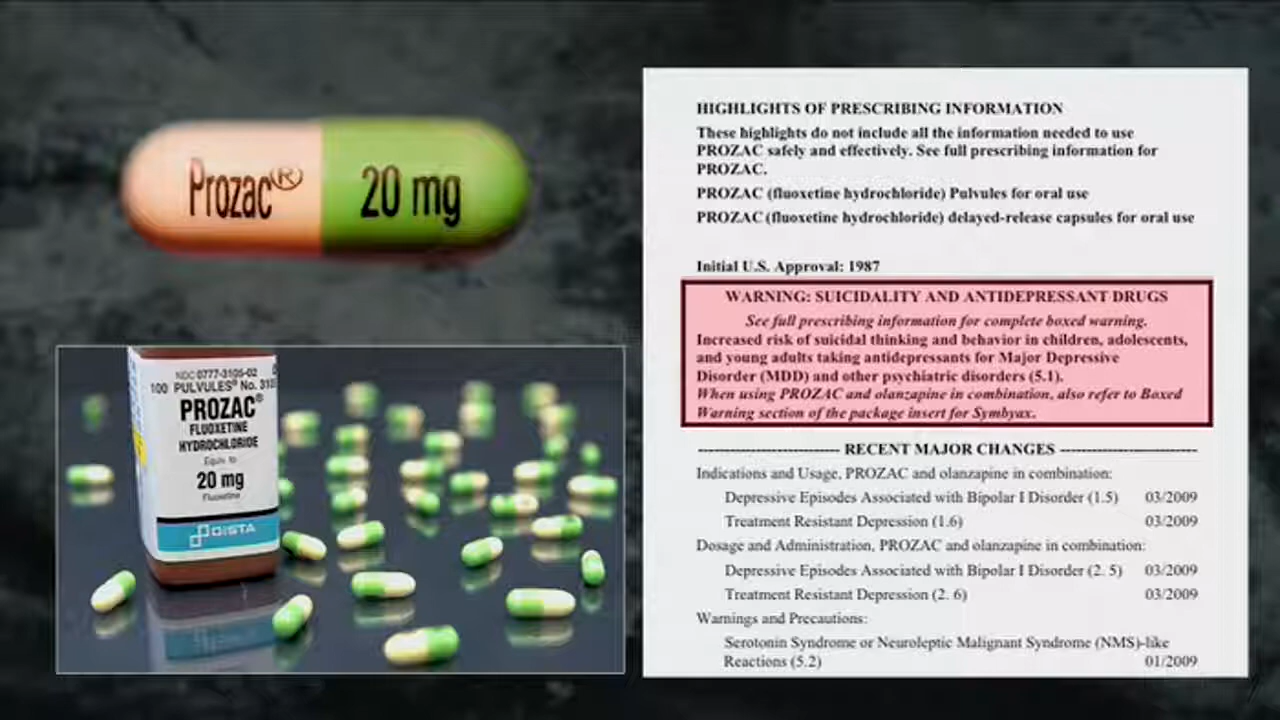 Prozac® 20 mg
NDC 0777-3105-02
100 PULVULES® No.
PROZAC®
FLUOXETINE
HYDROCHLORIDE
Equiv. to
20 mg
Fluoxetine
DISTA
HIGHLIGHTS OF PRESCRIBING INFORMATION
These highlights do not include all the information needed to use
PROZAC safely and effectively. See full prescribing information for
PROZAC.
PROZAC (fluoxetine hydrochloride) Pulvules for oral use
PROZAC (fluoxetine hydrochloride) delayed-release capsules for oral use
Initial U.S. Approval: 1987
WARNING: SUICIDALITY AND ANTIDEPRESSANT DRUGS
See full prescribing information for complete boxed warning.
Increased risk of suicidal thinking and behavior in children, adolescents,
and young adults taking antidepressants for Major Depressive
Disorder (MDD) and other psychiatric disorders (5.1).
When using PROZAC and olanzapine in combination, also refer to Boxed
Warning section of the package insert for Symbyax.
RECENT MAJOR CHANGES
Indications and Usage, PROZAC and olanzapine in combination:
Depressive Episodes Associated with Bipolar I Disorder (1.5) 03/2009
Treatment Resistant Depression (1.6) 03/2009
Dosage and Administration, PROZAC and olanzapine in combination:
Depressive Episodes Associated with Bipolar I Disorder (2. 5) 03/2009
Treatment Resistant Depression (2. 6) 03/2009
Warnings and Precautions:
Serotonin Syndrome or Neuroleptic Malignant Syndrome (NMS)-like
Reactions (5.2) 01/2009